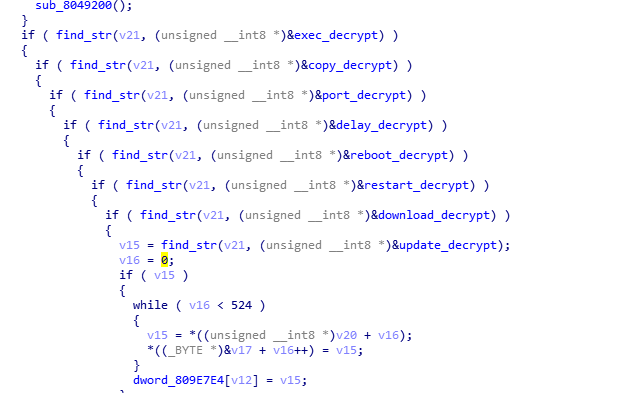 sub_8049200();
}
if ( find_str(v21, (unsigned __int8 *)&exec_decrypt) )
{
if ( find_str(v21, (unsigned __int8 *)&copy_decrypt) )
{
if ( find_str(v21, (unsigned __int8 *)&port_decrypt) )
{
if ( find_str(v21, (unsigned __int8 *)&delay_decrypt) )
{
if ( find_str(v21, (unsigned __int8 *)&reboot_decrypt) )
{
if ( find_str(v21, (unsigned __int8 *)&restart_decrypt) )
{
if ( find_str(v21, (unsigned __int8 *)&download_decrypt) )
{
v15 = find_str(v21, (unsigned __int8 *)&update_decrypt);
v16 = 0;
if ( v15 )
{
while ( v16 < 524 )
{
v15 = *((unsigned __int8 *)v20 + v16);
*((_BYTE *)&v17 + v16++) = v15;
}
dword_809E7E4[v12] = v15;